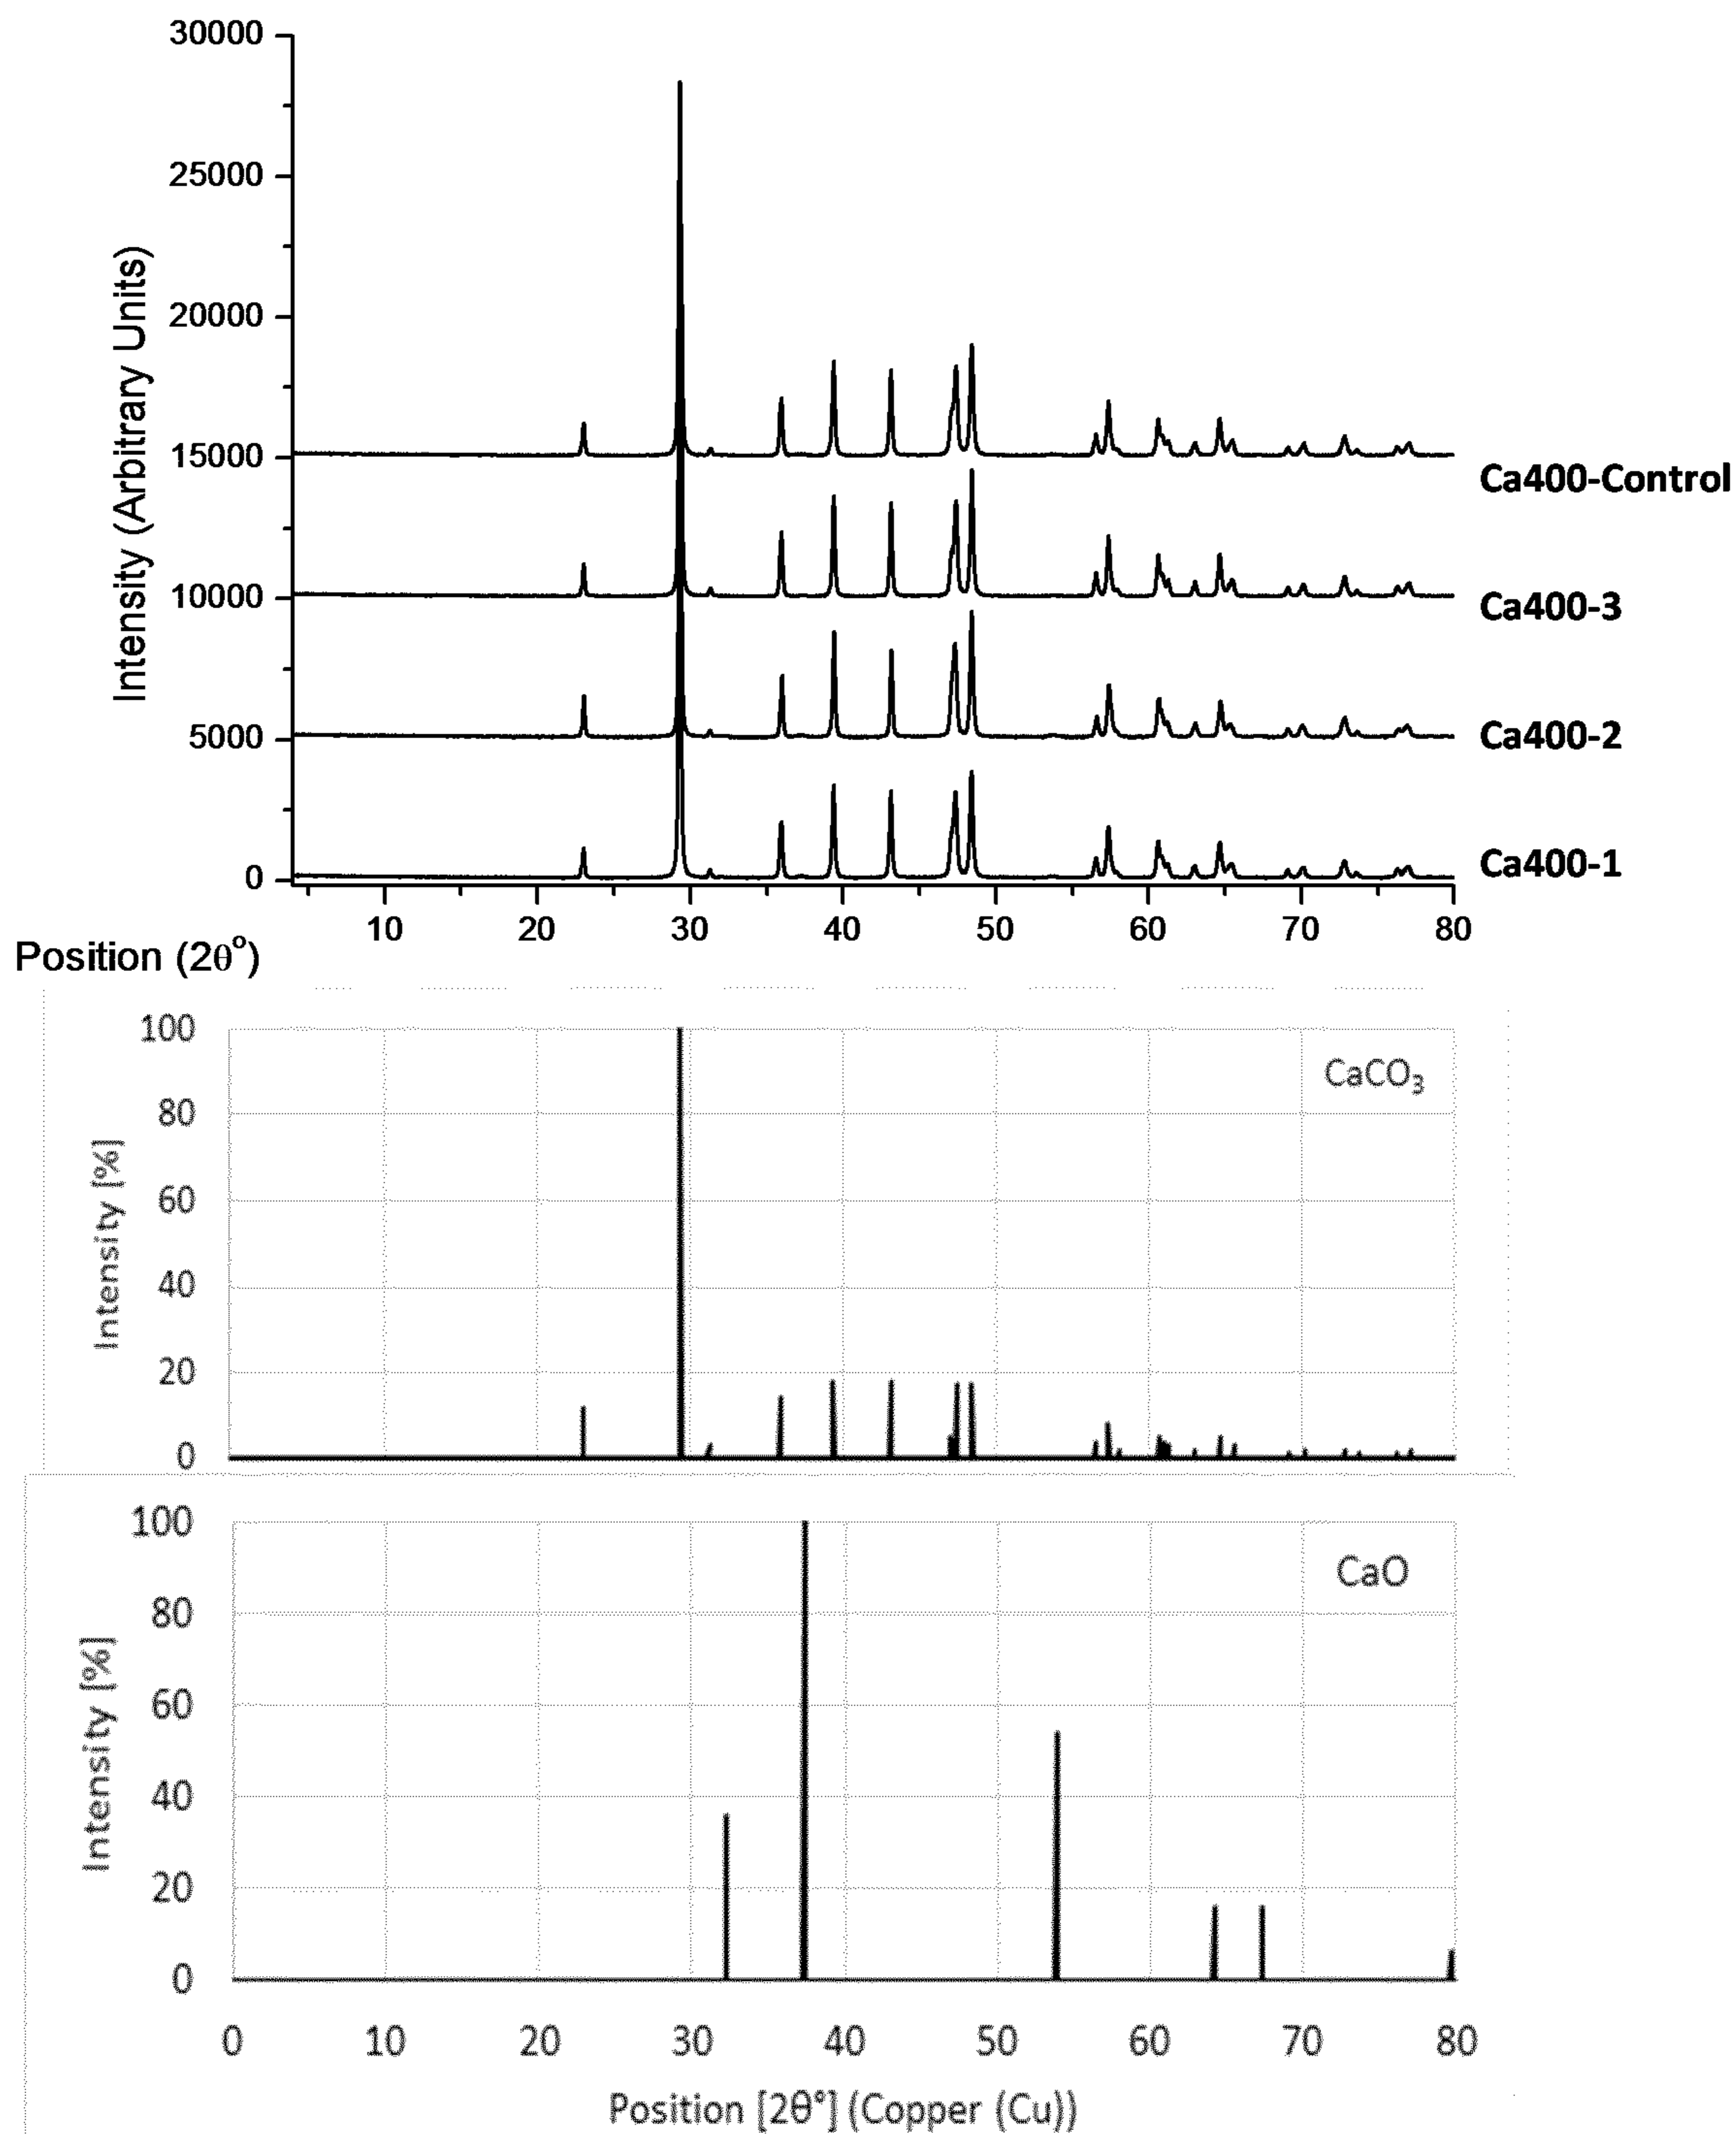 30000
25000
20000
15000
10000
5000
0
Intensity (Arbitrary Units)
Ca400-Control
Ca400-3
Ca400-2
Ca400-1
10 20 30 40 50 60 70 80
Position (2θ°)
100
80
60
40
20
0
Intensity [%]
CaCO₃
100
80
60
40
20
0
Intensity [%]
CaO
0 10 20 30 40 50 60 70 80
Position [2θ°] (Copper (Cu))